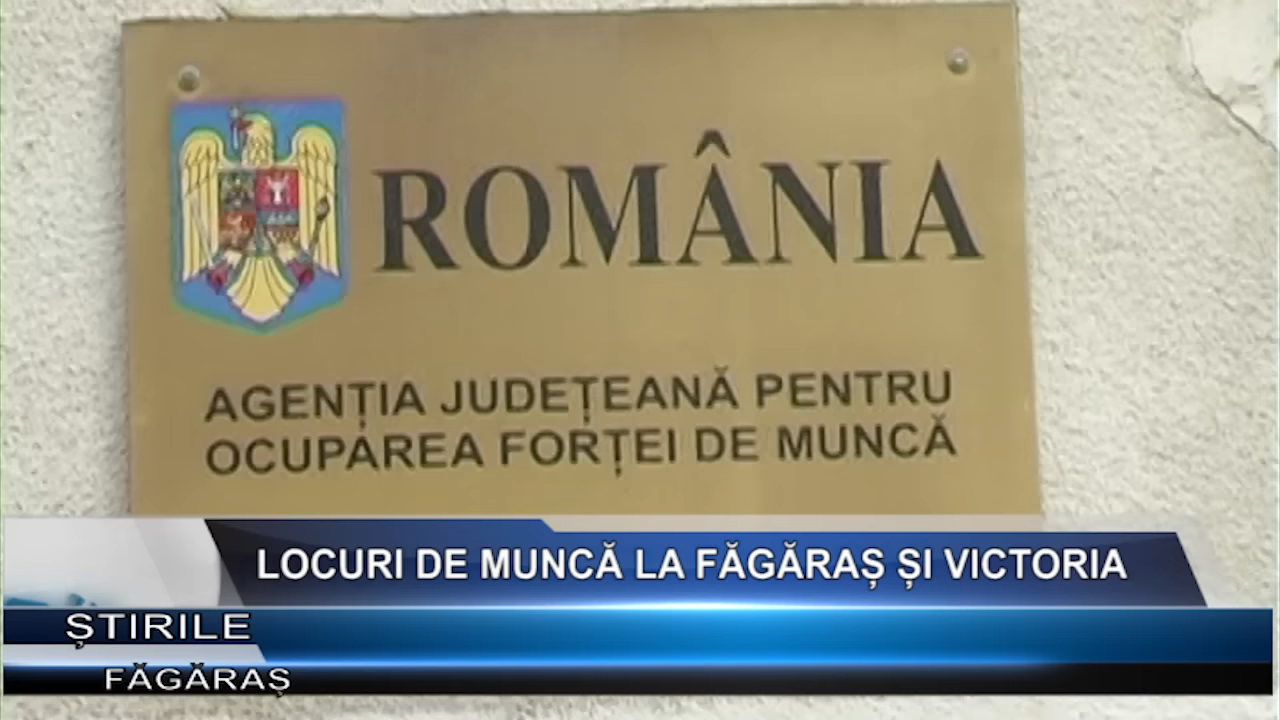 ROMÂNIA
AGENȚIA JUDEȚEANĂ PENTRU
OCUPAREA FORȚEI DE MUNCĂ
LOCURI DE MUNCĂ LA FĂGĂRAȘ ȘI VICTORIA
ȘTIRILE
FĂGĂRAȘ